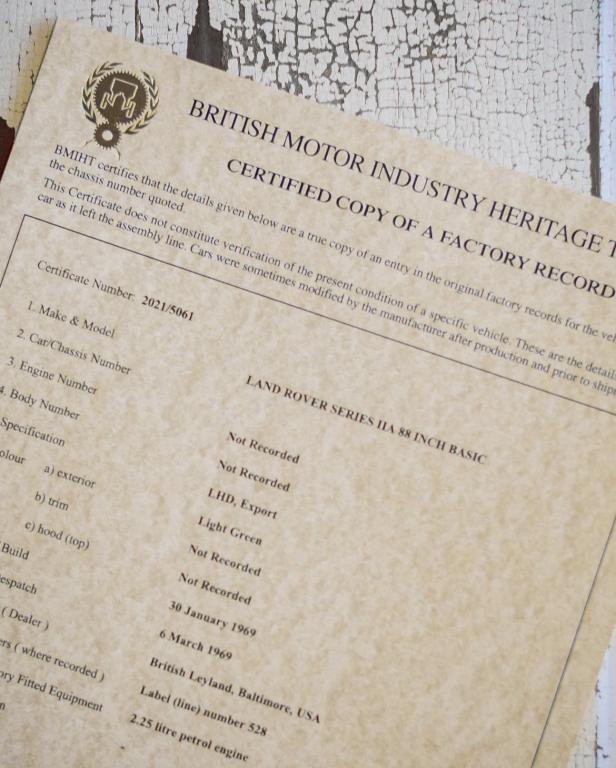 BRITISH MOTOR INDUSTRY HERITAGE
CERTIFIED COPY OF A FACTORY RECORD
BMIHT certifies that the details given below are a true copy of an entry in the original factory records for the
the chassis number quoted.
This Certificate does not constitute verification of the present condition of a specific vehicle. These are the
car as it left the assembly line. Cars were sometimes modified by the manufacturer after production and prior to
Certificate Number: 2021/5061
1. Make & Model LAND ROVER SERIES IIA 88 INCH BASIC
2. Car/Chassis Number
3. Engine Number Not Recorded
4. Body Number Not Recorded
Specification LHD, Export
a) exterior Light Green
b) trim Not Recorded
c) hood (top) Not Recorded
Build 30 January 1969
6 March 1969
( Dealer ) British Leyland, Baltimore, USA
( where recorded ) Label (line) number 528
Fitted Equipment 2.25 litre petrol engine